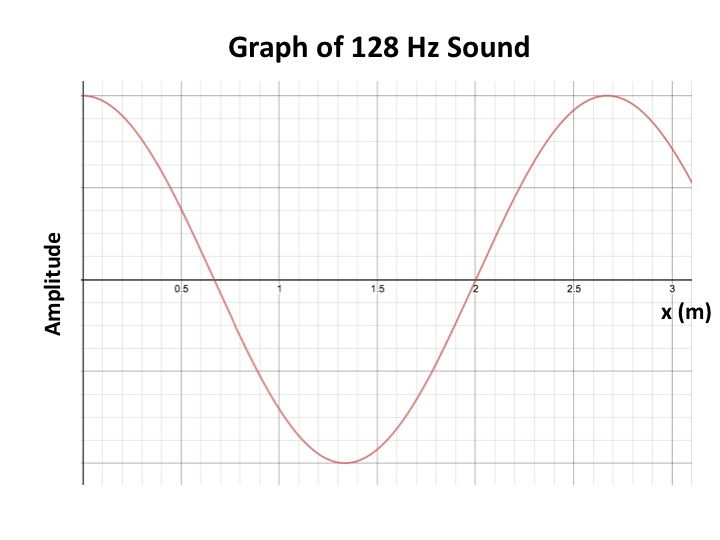 Graph of 128 Hz Sound
Amplitude
0.5 1 1.5 2 2.5 3
x (m)